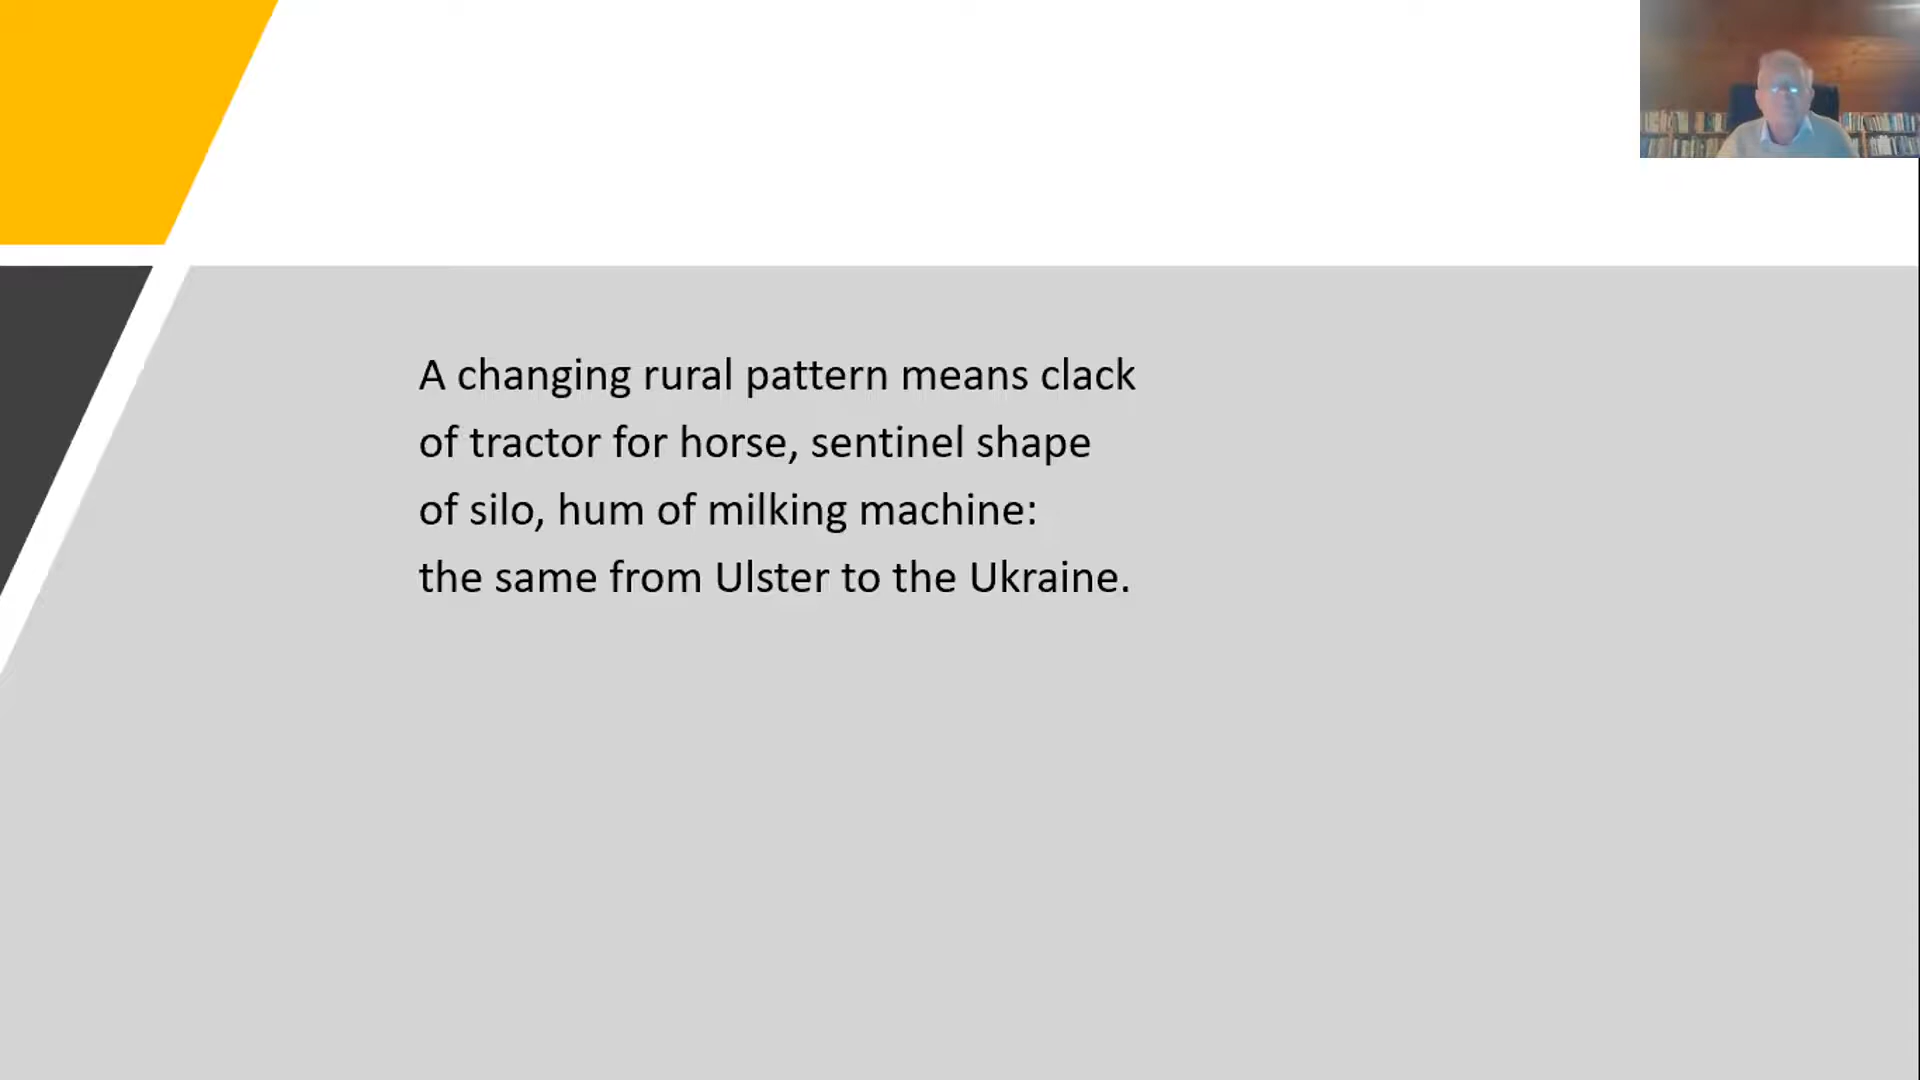 A changing rural pattern means clack
of tractor for horse, sentinel shape
of silo, hum of milking machine:
the same from Ulster to the Ukraine.